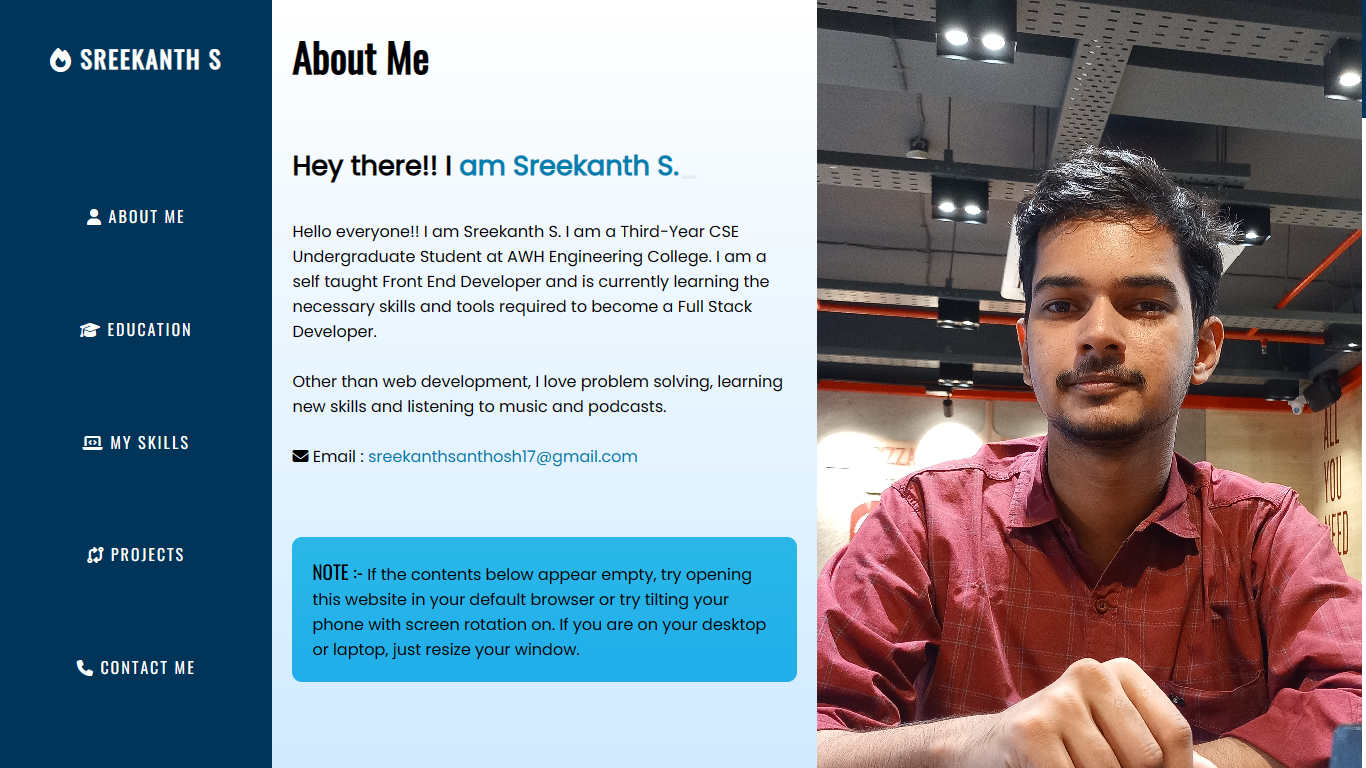 SREEKANTH S
ABOUT ME
EDUCATION
MY SKILLS
PROJECTS
CONTACT ME
About Me
Hey there!! I am Sreekanth S._
Hello everyone!! I am Sreekanth S. I am a Third-Year CSE
Undergraduate Student at AWH Engineering College. I am a
self taught Front End Developer and is currently learning the
necessary skills and tools required to become a Full Stack
Developer.
Other than web development, I love problem solving, learning
new skills and listening to music and podcasts.
Email : sreekanthsanthosh17@gmail.com
NOTE :- If the contents below appear empty, try opening
this website in your default browser or try tilting your
phone with screen rotation on. If you are on your desktop
or laptop, just resize your window.
ALL
YOU
NEED